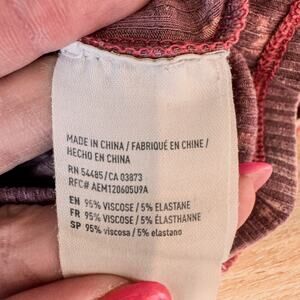 MADE IN CHINA / FABRIQUÉ EN CHINE /
HECHO EN CHINA
RN 54485/CA 03873
RFC# AEM120605U9A
EN 95% VISCOSE / 5% ELASTANE
FR 95% VISCOSE / 5% ÉLASTHANNE
SP 95% viscosa / 5% elastano